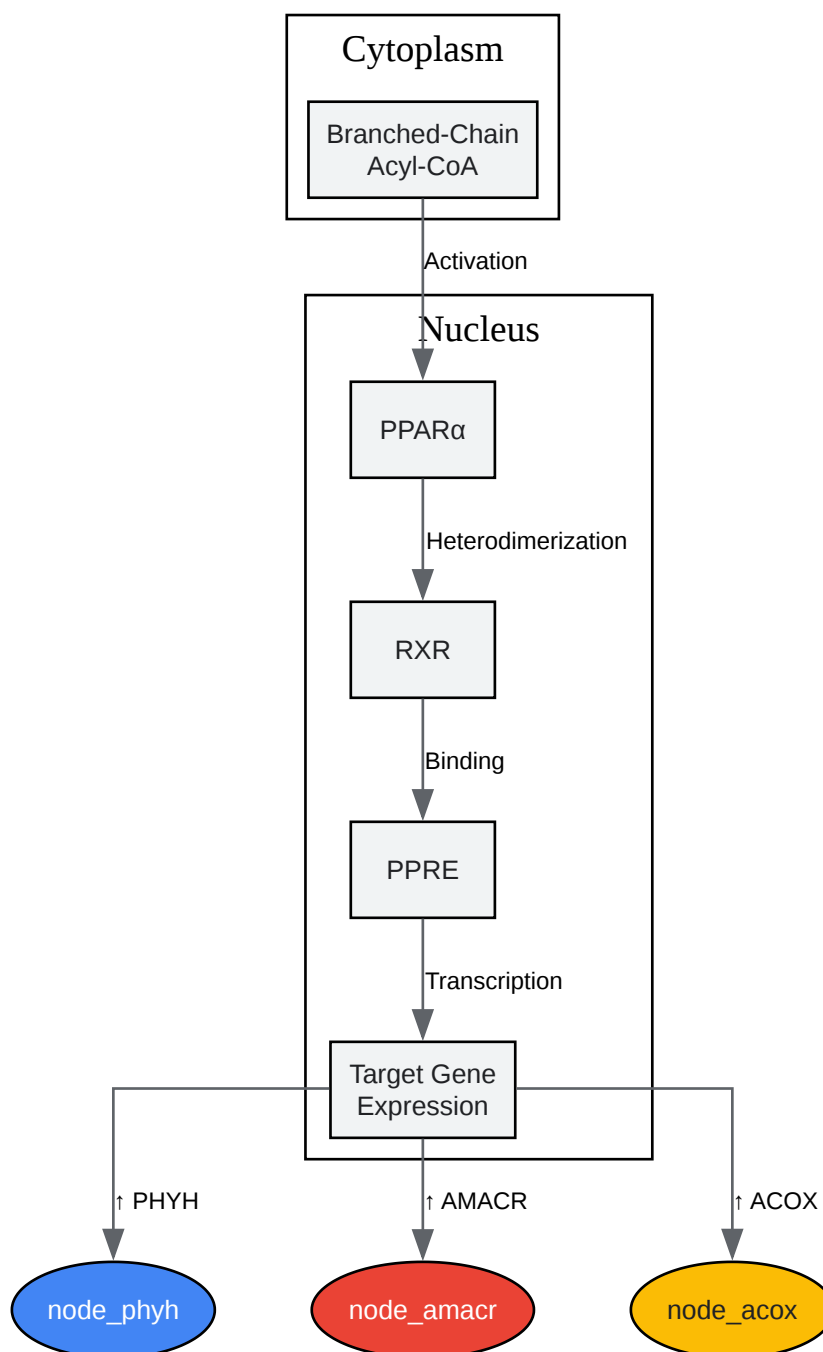 Cytoplasm
Branched-Chain
Acyl-CoA
Activation
Nucleus
PPARα
Heterodimerization
RXR
Binding
PPRE
Transcription
Target Gene
Expression
↑ PHYH
↑ AMACR
↑ ACOX
node_phyh
node_amacr
node_acox